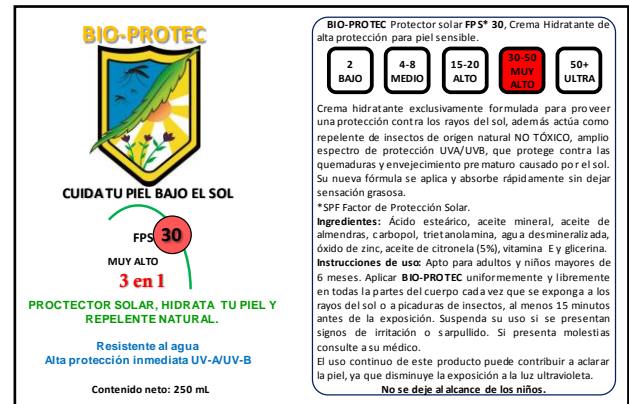 BIO-PROTEC
CUIDA TU PIEL BAJO EL SOL
FPS 30
MUY ALTO
3 en 1
PROCTECTOR SOLAR, HIDRATA TU PIEL Y
REPELENTE NATURAL.
Resistente al agua
Alta protección inmediata UV-A/UV-B
Contenido neto: 250 mL
BIO-PROTEC Protector solar FPS* 30, Crema Hidratante de
alta protección para piel sensible.
2
BAJO
4-8
MEDIO
15-20
ALTO
30-50
MUY
ALTO
50+
ULTRA
Crema hidratante exclusivamente formulada para proveer
una protección contra los rayos del sol, además actúa como
repelente de insectos de origen natural NO TÓXICO, amplio
espectro de protección UVA/UVB, que protege contra las
quemaduras y envejecimiento prematuro causado por el sol.
Su nueva fórmula se aplica y absorbe rápidamente sin dejar
sensación grasosa.
*SPF Factor de Protección Solar.
Ingredientes: Ácido esteárico, aceite mineral, aceite de
almendras, carbopol, trietanolamina, agua desmineralizada,
óxido de zinc, aceite de citronela (5%), vitamina E y glicerina.
Instrucciones de uso: Apto para adultos y niños mayores de
6 meses. Aplicar BIO-PROTEC uniformemente y libremente
en todas la partes del cuerpo cada vez que se exponga a los
rayos del sol o a picaduras de insectos, al menos 15 minutos
antes de la exposición. Suspenda su uso si se presentan
signos de irritación o sarpullido. Si presenta molestias
consulte a su médico.
El uso continuo de este producto puede contribuir a aclarar
la piel, ya que disminuye la exposición a la luz ultravioleta.
No se deje al alcance de los niños.